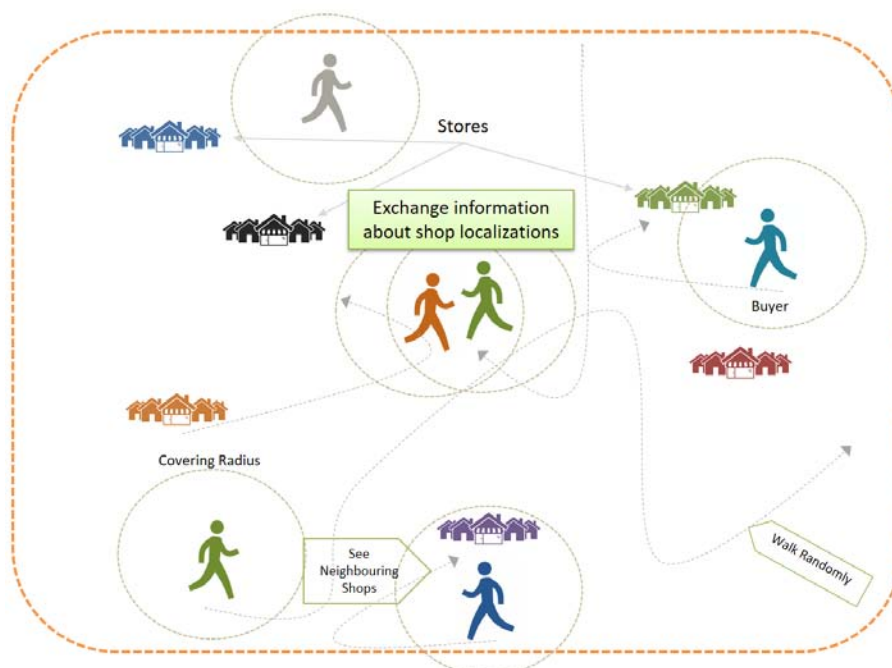 Stores
Exchange information
about shop localizations
Buyer
Covering Radius
See
Neighbouring
Shops
Walk Randomly